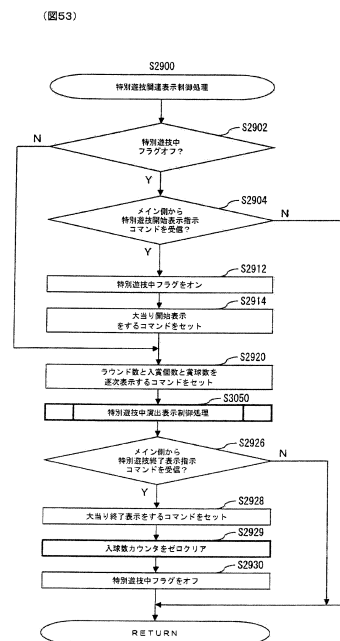 (図53)
S2900
特別遊技関連表示制御処理
S2902
N
特別遊技中
フラグオフ？
Y
S2904
メイン側から
特別遊技開始表示指示
コマンドを受信？
N
Y
S2912
特別遊技中フラグをオン
S2914
大当り開始表示
をするコマンドをセット
S2920
ラウンド数と入賞個数と賞球数を
逐次表示するコマンドをセット
S3050
特別遊技中演出表示制御処理
S2926
メイン側から
特別遊技終了表示指示
コマンドを受信？
N
Y
S2928
大当り終了表示をするコマンドをセット
S2929
入球数カウンタをゼロクリア
S2930
特別遊技中フラグをオフ
RETURN